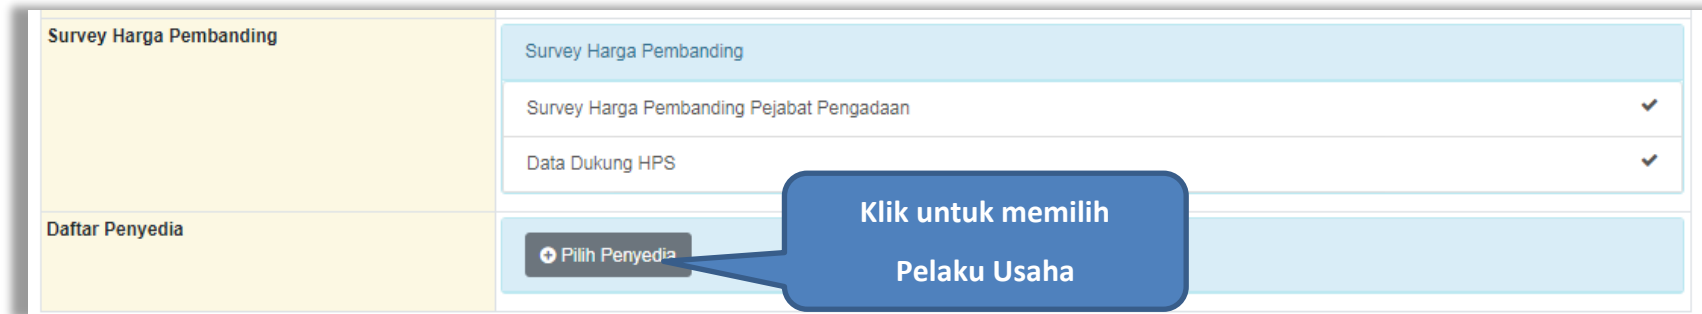 Survey Harga Pembanding
Survey Harga Pembanding
Survey Harga Pembanding Pejabat Pengadaan
Data Dukung HPS
Daftar Penyedia
Pilih Penyedia
Klik untuk memilih
Pelaku Usaha